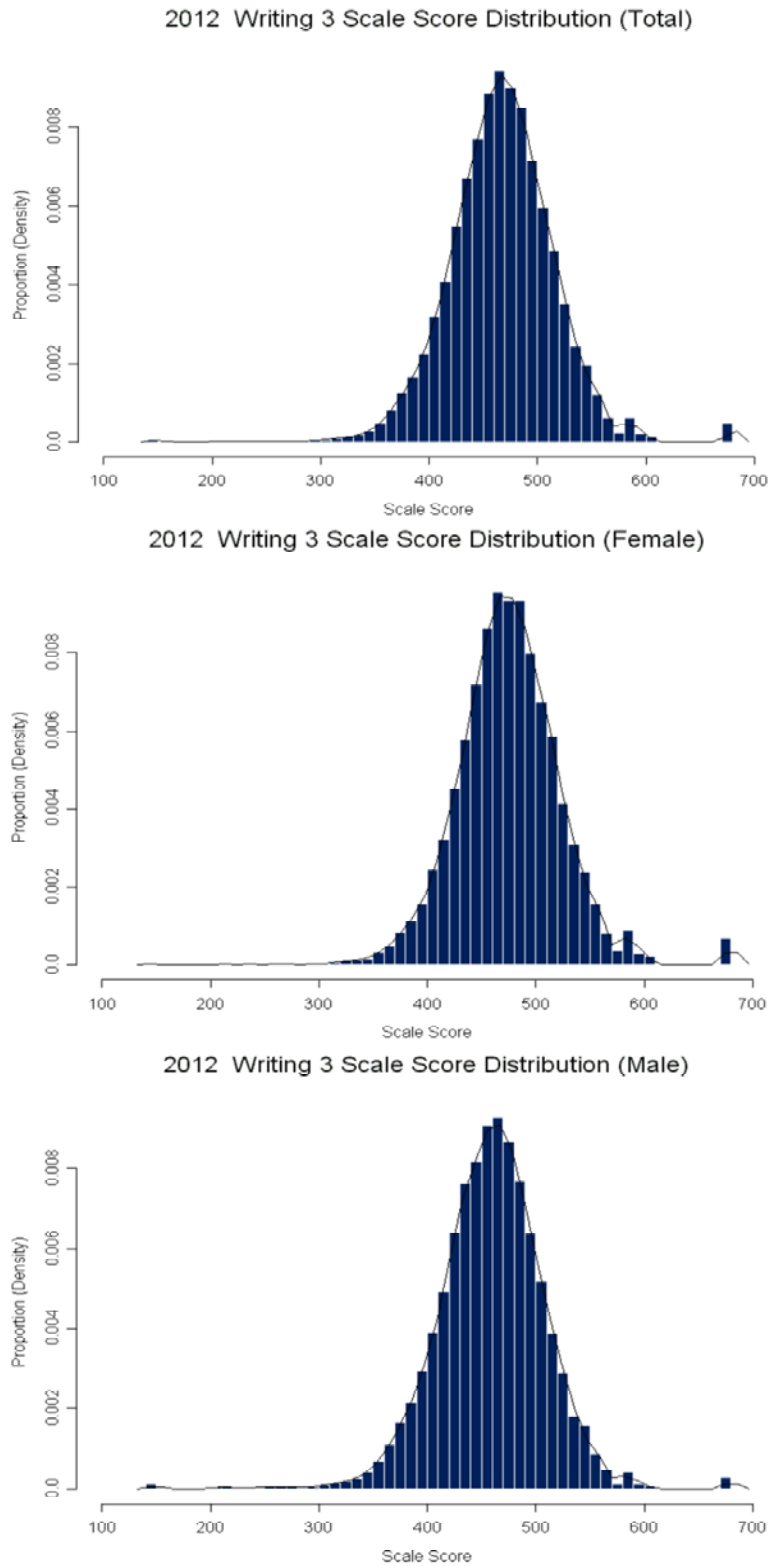 2012 Writing 3 Scale Score Distribution (Total)
0.008
0.006
0.004
0.002
0.0
Proportion (Density)
100 200 300 400 500 600 700
Scale Score
2012 Writing 3 Scale Score Distribution (Female)
0.008
0.006
0.004
0.002
0.0
Proportion (Density)
100 200 300 400 500 600 700
Scale Score
2012 Writing 3 Scale Score Distribution (Male)
0.008
0.006
0.004
0.002
0.0
Proportion (Density)
100 200 300 400 500 600 700
Scale Score